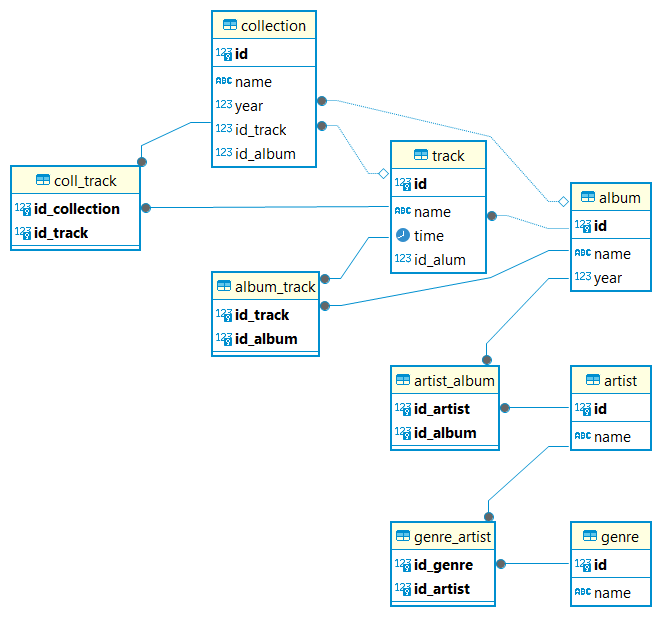 collection
123 id
ABC name
123 year
123 id_track
123 id_album
coll_track
123 id_collection
123 id_track
track
123 id
ABC name
time
123 id_alum
album
123 id
ABC name
123 year
album_track
123 id_track
123 id_album
artist_album
123 id_artist
123 id_album
artist
123 id
ABC name
genre_artist
123 id_genre
123 id_artist
genre
123 id
ABC name